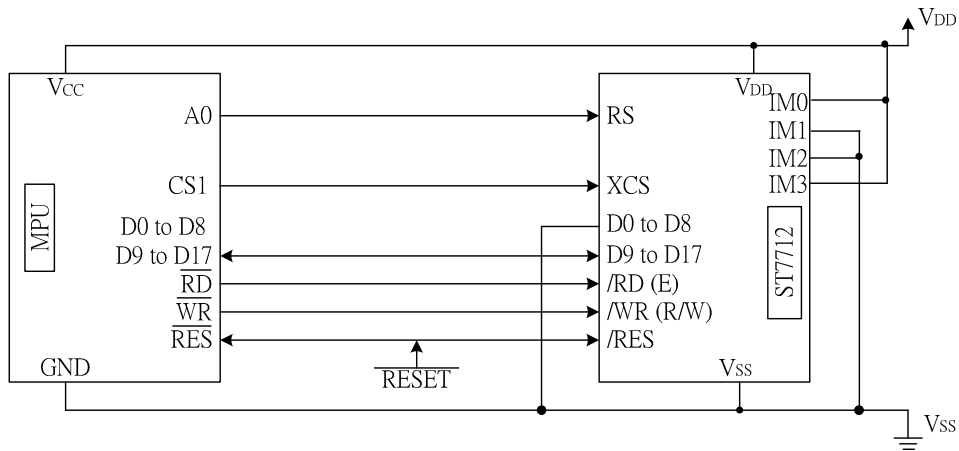 VDD
VCC
VDD
A0
RS
IM0
IM1
IM2
IM3
CS1
XCS
MPU
D0 to D8
D0 to D8
D9 to D17
D9 to D17
ST7712
RD
/RD (E)
WR
/WR (R/W)
RES
/RES
GND
RESET
VSS
VSS